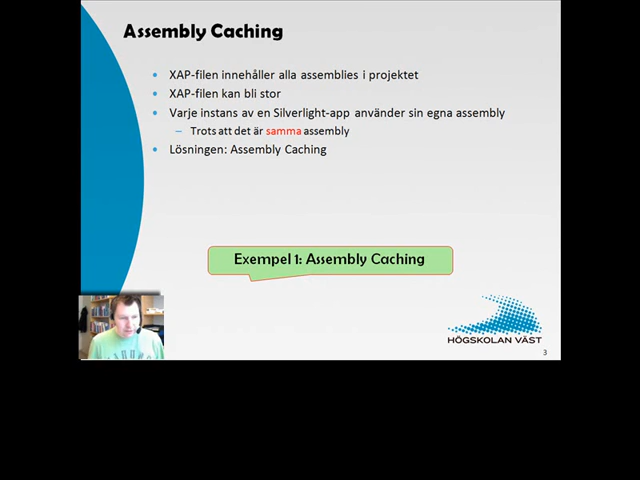 Assembly Caching
• XAP-filen innehåller alla assemblies i projektet
• XAP-filen kan bli stor
• Varje instans av en Silverlight-app använder sin egna assembly
– Trots att det är samma assembly
• Lösningen: Assembly Caching
Exempel 1: Assembly Caching
HÖGSKOLAN VÄST
3